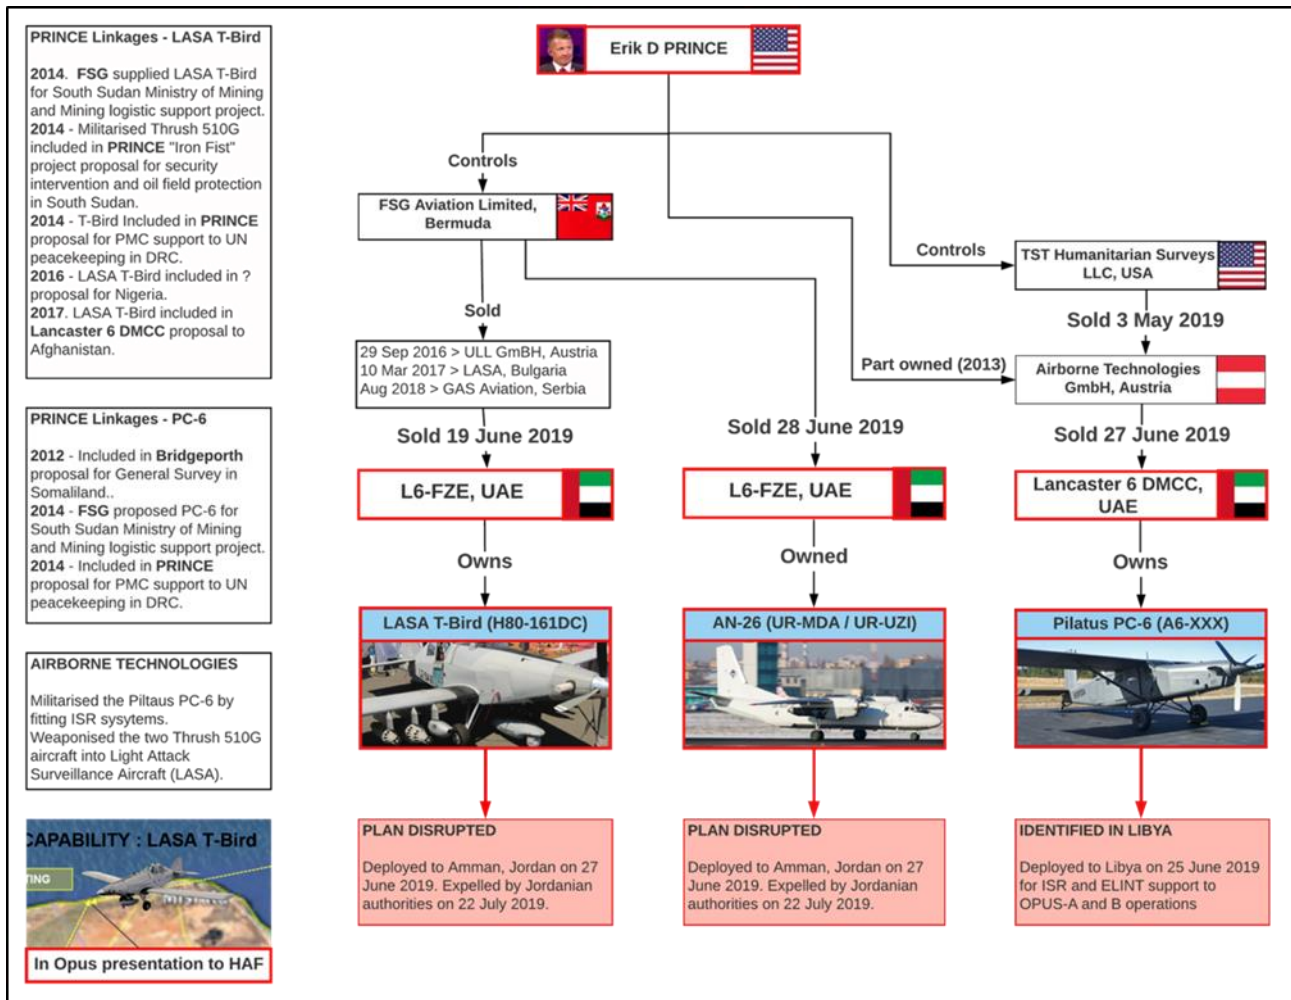 PRINCE Linkages - LASA T-Bird
2014.  FSG supplied LASA T-Bird
for South Sudan Ministry of Mining
and Mining logistic support project.
2014 - Militarised Thrush 510G
included in PRINCE "Iron Fist"
project proposal for security
intervention and oil field protection
in South Sudan.
2014 - T-Bird Included in PRINCE
proposal for PMC support to UN
peacekeeping in DRC.
2016 - LASA T-Bird included in ?
proposal for Nigeria.
2017. LASA T-Bird included in
Lancaster 6 DMCC proposal to
Afghanistan.
PRINCE Linkages - PC-6
2012 - Included in Bridgeporth
proposal for General Survey in
Somaliland..
2014 - FSG proposed PC-6 for
South Sudan Ministry of Mining
and Mining logistic support project.
2014 - Included in PRINCE
proposal for PMC support to UN
peacekeeping in DRC.
AIRBORNE TECHNOLOGIES
Militarised the Piltaus PC-6 by
fitting ISR sysytems.
Weaponised the two Thrush 510G
aircraft into Light Attack
Surveillance Aircraft (LASA).
CAPABILITY : LASA T-Bird
TING
In Opus presentation to HAF
Erik D PRINCE
Controls
FSG Aviation Limited,
Bermuda
Sold
29 Sep 2016 > ULL GmBH, Austria
10 Mar 2017 > LASA, Bulgaria
Aug 2018 > GAS Aviation, Serbia
Sold 19 June 2019
L6-FZE, UAE
Owns
LASA T-Bird (H80-161DC)
PLAN DISRUPTED
Deployed to Amman, Jordan on 27
June 2019. Expelled by Jordanian
authorities on 22 July 2019.
Sold 28 June 2019
L6-FZE, UAE
Owned
AN-26 (UR-MDA / UR-UZI)
PLAN DISRUPTED
Deployed to Amman, Jordan on 27
June 2019. Expelled by Jordanian
authorities on 22 July 2019.
Controls
TST Humanitarian Surveys
LLC, USA
Sold 3 May 2019
Part owned (2013)
Airborne Technologies
GmbH, Austria
Sold 27 June 2019
Lancaster 6 DMCC,
UAE
Owns
Pilatus PC-6 (A6-XXX)
IDENTIFIED IN LIBYA
Deployed to Libya on 25 June 2019
for ISR and ELINT support to
OPUS-A and B operations